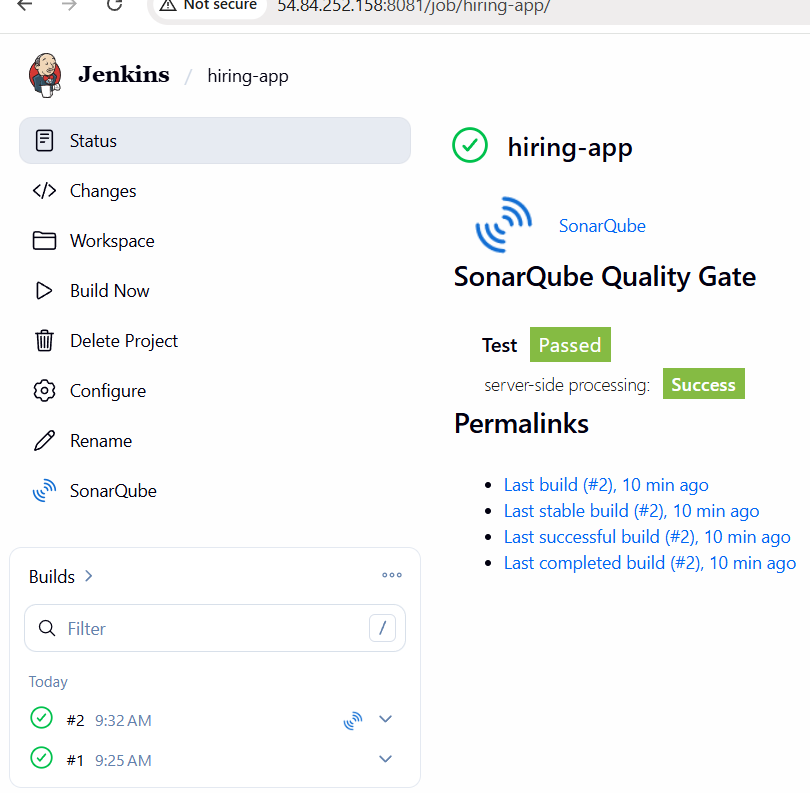 Not secure 54.84.252.158:8081/job/hiring-app/
Jenkins / hiring-app
Status
Changes
Workspace
Build Now
Delete Project
Configure
Rename
SonarQube
Builds
Filter /
Today
#2 9:32 AM
#1 9:25 AM
hiring-app
SonarQube
SonarQube Quality Gate
Test Passed
server-side processing: Success
Permalinks
Last build (#2), 10 min ago
Last stable build (#2), 10 min ago
Last successful build (#2), 10 min ago
Last completed build (#2), 10 min ago